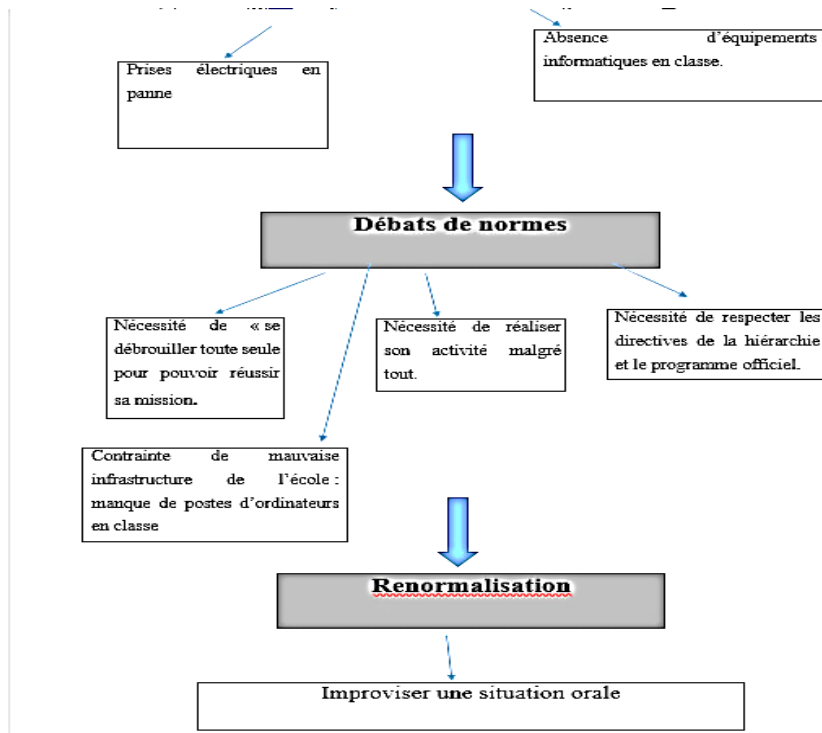 Absence d'équipements
informatiques en classe.
Prises électriques en
panne
Débats de normes
Nécessité de « se
débrouiller toute seule
pour pouvoir réussir
sa mission.
Nécessité de réaliser
son activité malgré
tout.
Nécessité de respecter les
directives de la hiérarchie
et le programme officiel.
Contrainte de mauvaise
infrastructure de l'école :
manque de postes d'ordinateurs
en classe
Renormalisation
Improviser une situation orale